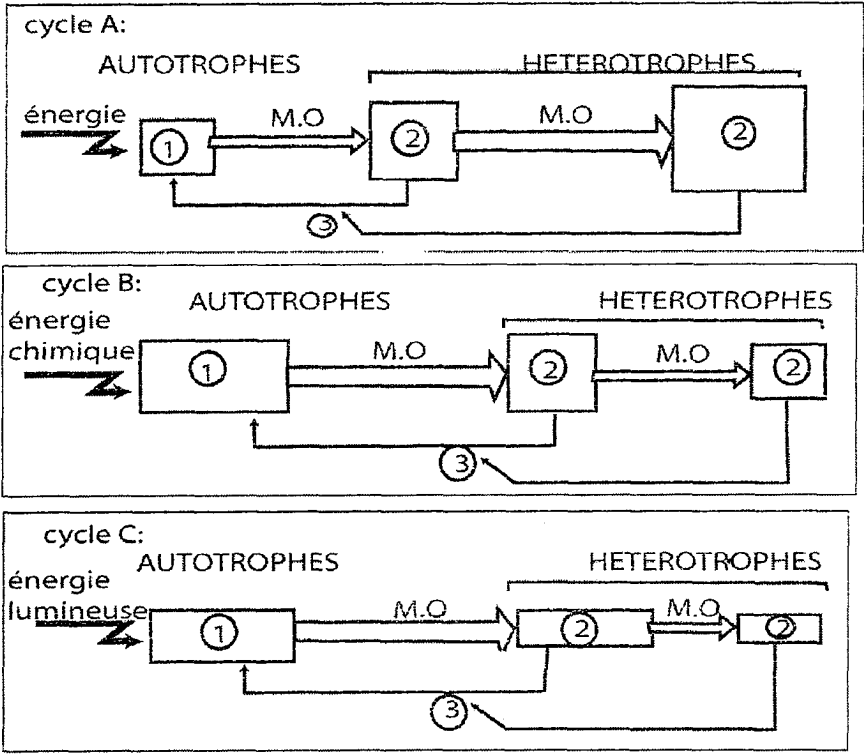 cycle A:
AUTOTROPHES HETEROTROPHES
énergie M.O M.O
1 2 2
3
cycle B:
AUTOTROPHES HETEROTROPHES
énergie
chimique M.O M.O
1 2 2
3
cycle C:
AUTOTROPHES HETEROTROPHES
énergie
lumineuse M.O M.O
1 2 2
3